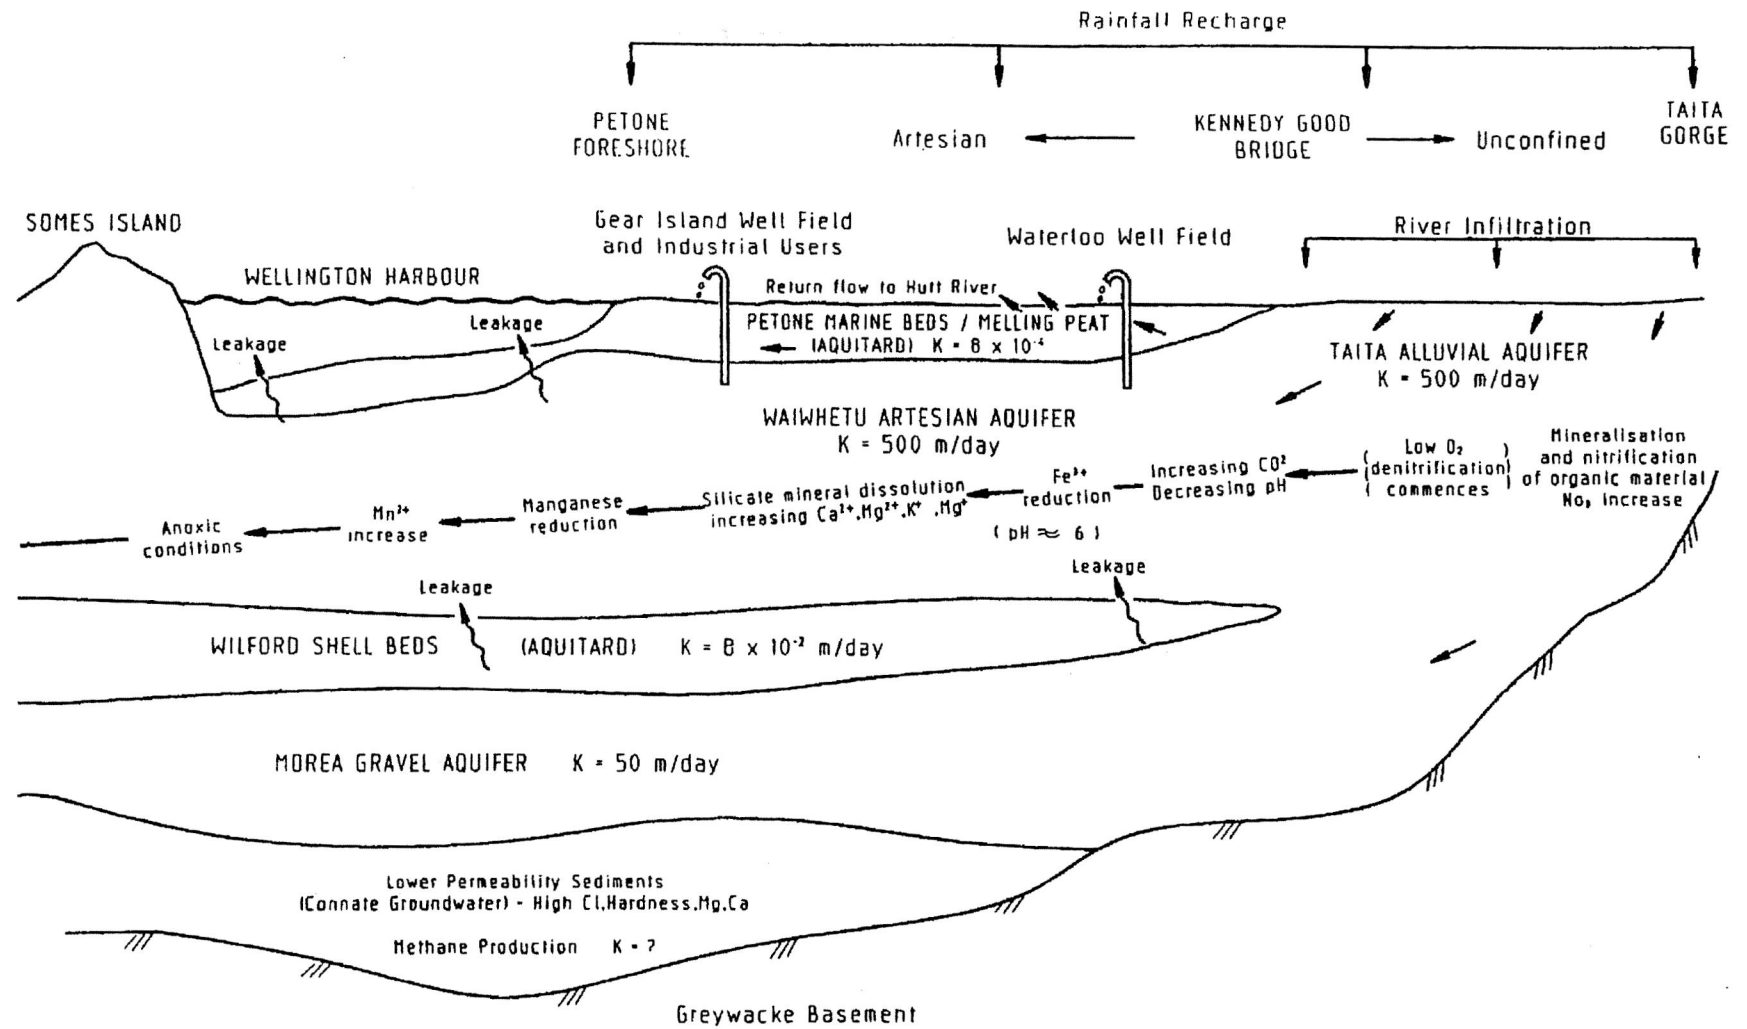 Rainfall Recharge
PETONE
FORESHORE
Artesian
KENNEDY GOOD
BRIDGE
Unconfined
TAITA
GORGE
SOMES ISLAND
Gear Island Well Field
and Industrial Users
Waterloo Well Field
River Infiltration
WELLINGTON HARBOUR
Return flow to Hutt River
Leakage
Leakage
PETONE MARINE BEDS / MELLING PEAT
(AQUITARD) K = 8 x 10⁻⁴
TAITA ALLUVIAL AQUIFER
K = 500 m/day
WAIWHETU ARTESIAN AQUIFER
K = 500 m/day
Mineralisation
and nitrification
of organic material
No₃ increase
Low O₂
(denitrification)
commences
Increasing CO²
Decreasing pH
Fe³⁺
reduction
( pH ≈ 6 )
Silicate mineral dissolution
increasing Ca²⁺,Mg²⁺,K⁺ ,Mg⁺
Manganese
reduction
Mn²⁺
increase
Anoxic
conditions
Leakage
Leakage
WILFORD SHELL BEDS (AQUITARD) K = 8 x 10⁻² m/day
MOREA GRAVEL AQUIFER K = 50 m/day
Lower Permeability Sediments
(Connate Groundwater) - High Cl,Hardness,Mg,Ca
Methane Production K = ?
Greywacke Basement